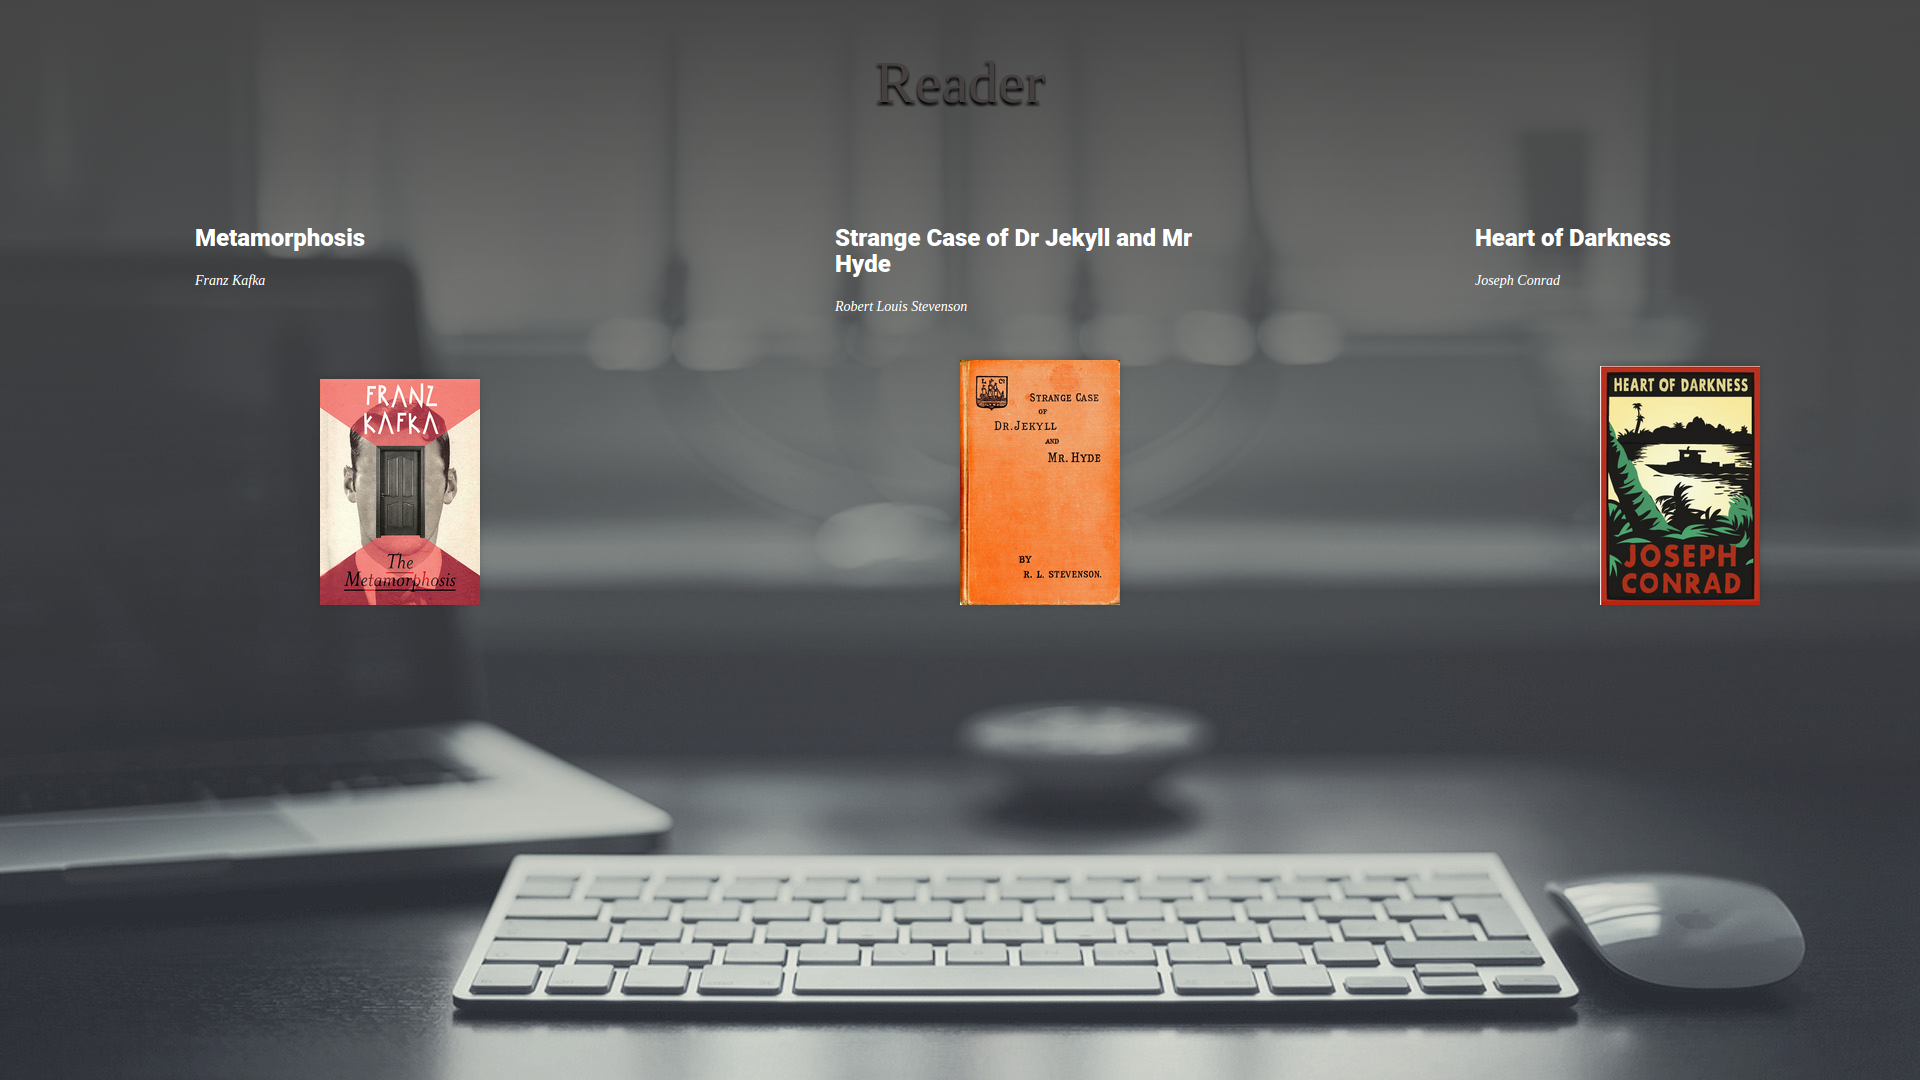 Reader
Metamorphosis
Franz Kafka
FRANZ
KAFKA
The
Metamorphosis
Strange Case of Dr Jekyll and Mr
Hyde
Robert Louis Stevenson
STRANGE CASE
OF
DR. JEKYLL
AND
MR. HYDE
BY
R. L. STEVENSON.
Heart of Darkness
Joseph Conrad
HEART OF DARKNESS
JOSEPH
CONRAD